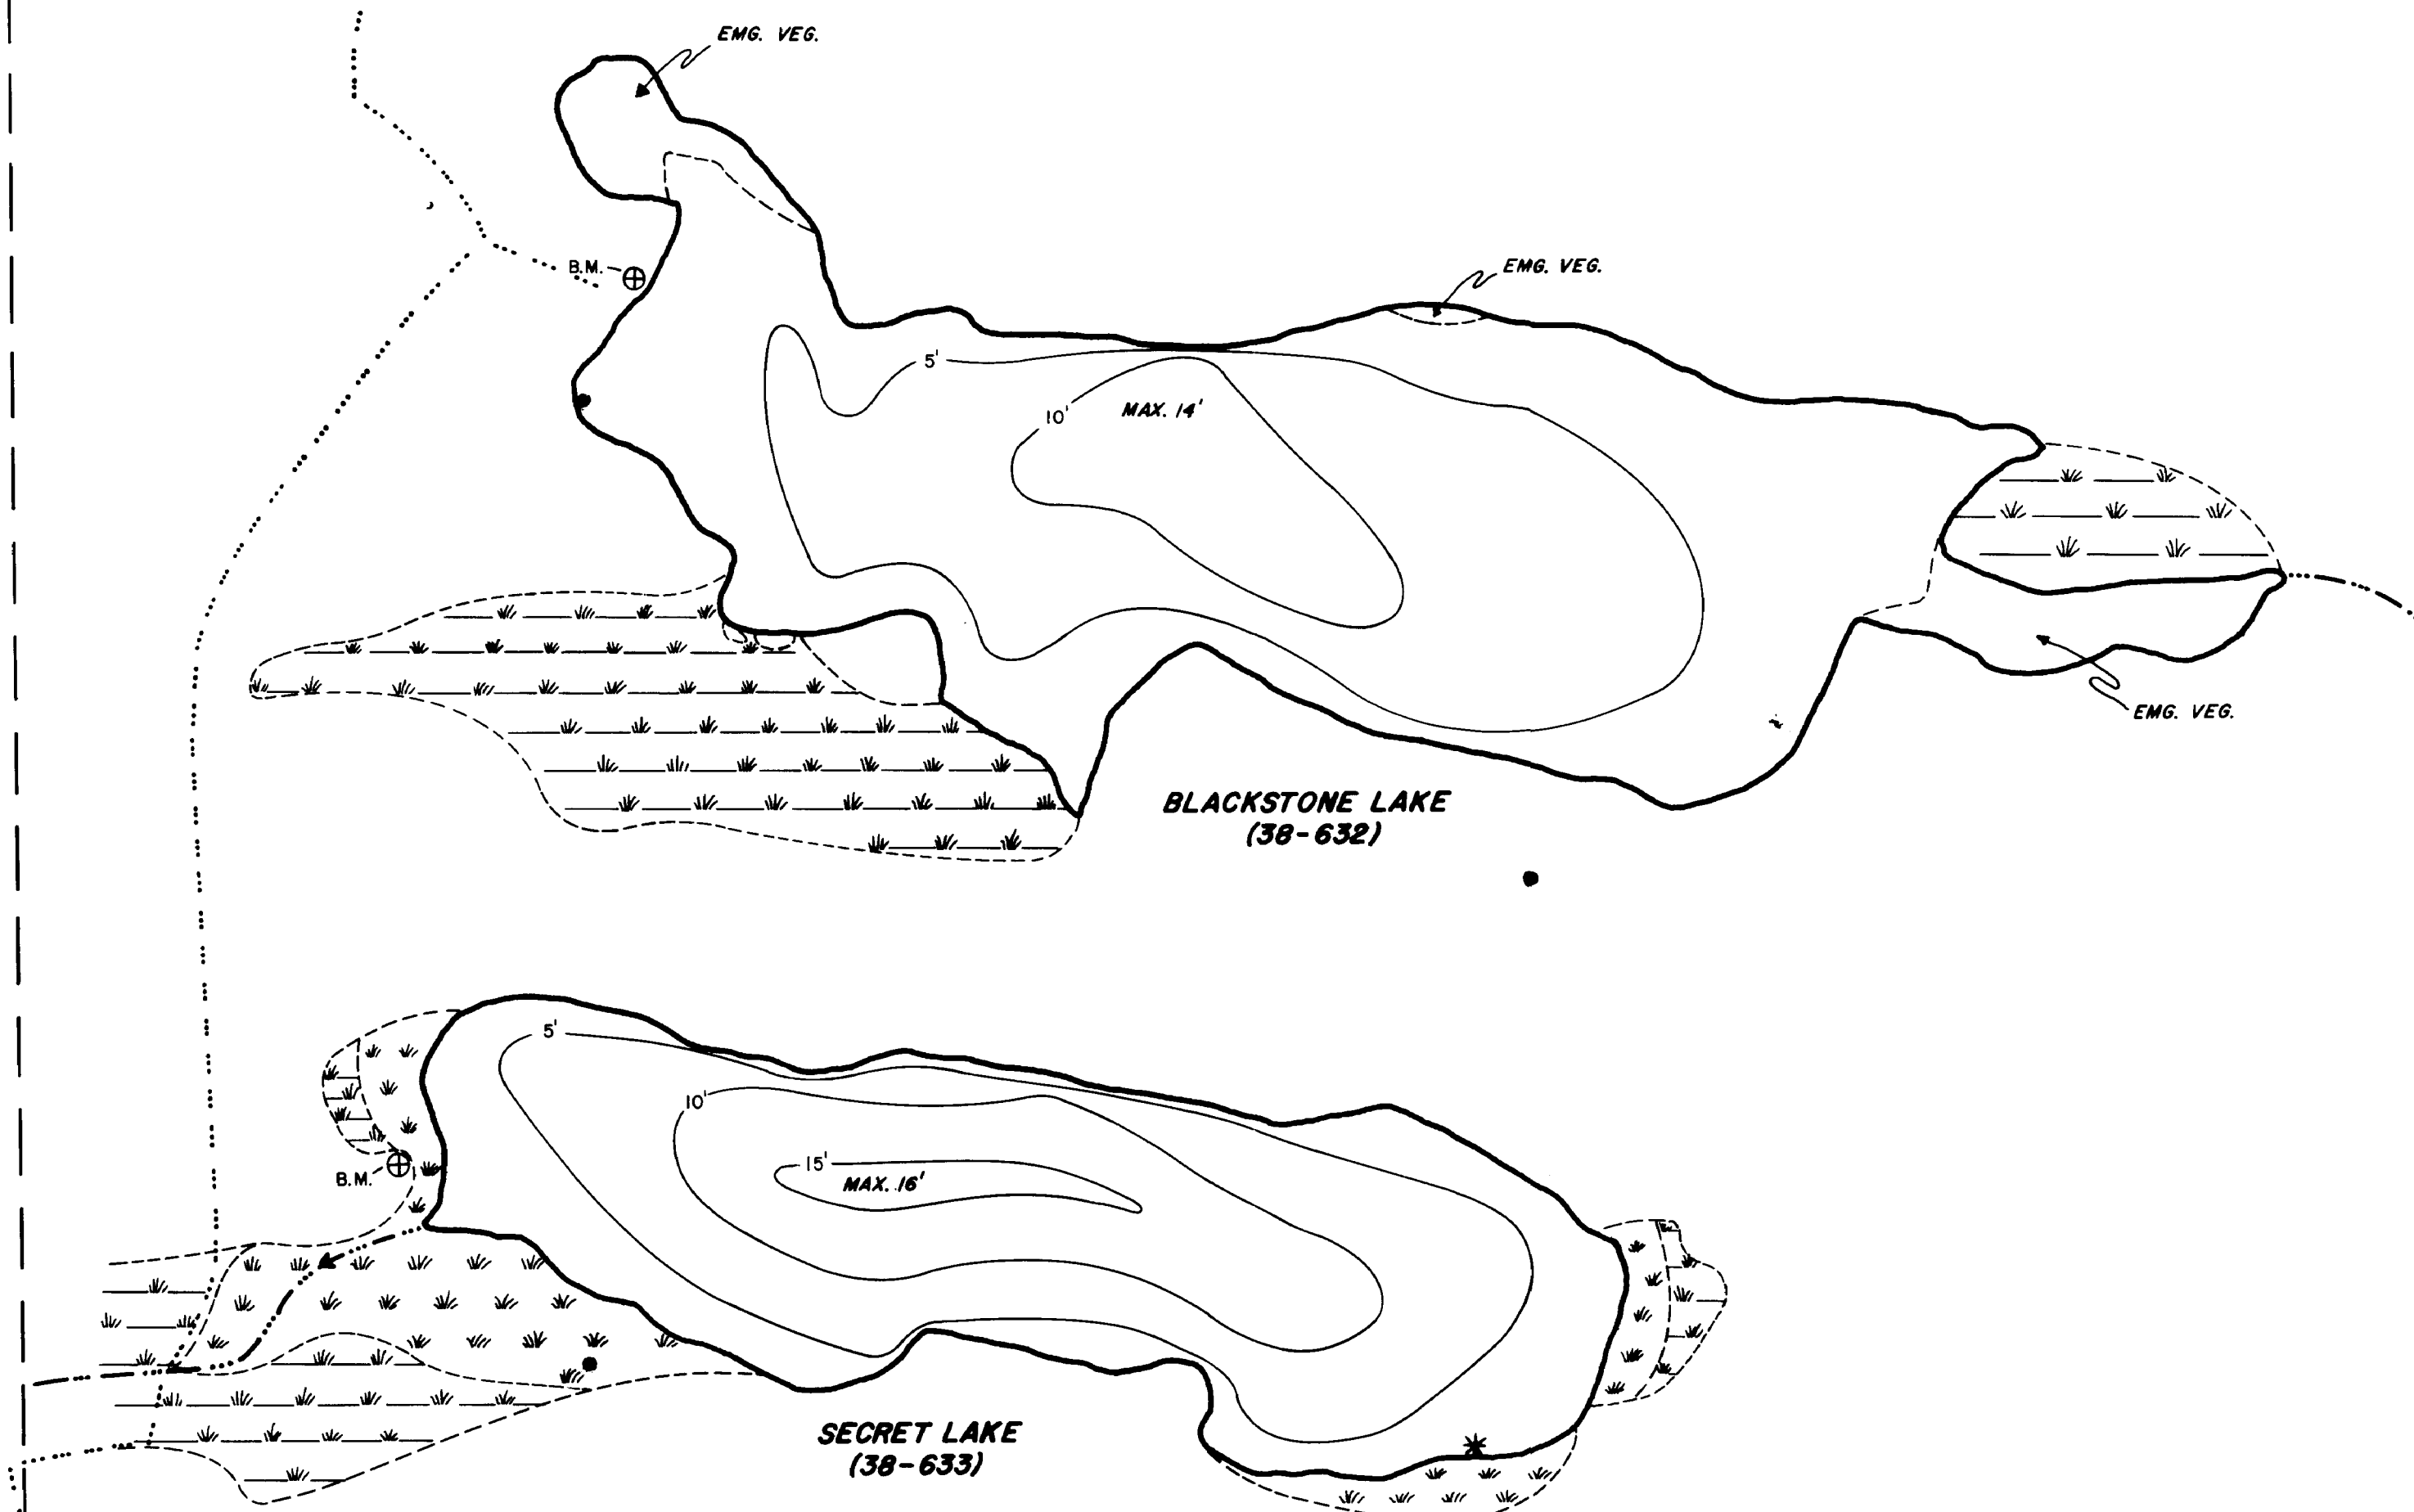 EMG. VEG.
B.M.
EMG. VEG.
5'
10'
MAX. 14'
EMG. VEG.
BLACKSTONE LAKE
(38-632)
5'
10'
15'
MAX. 16'
B.M.
SECRET LAKE
(38-633)